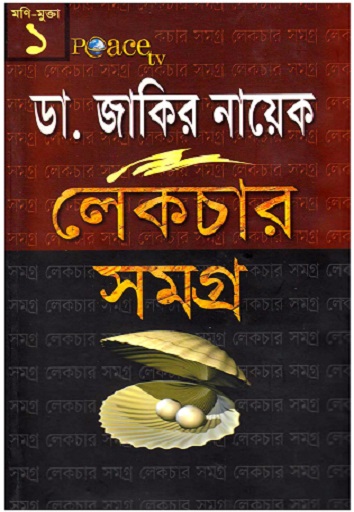 মণি-মুক্তা
১
Peace tv
ডা. জাকির নায়েক
লেকচার
সমগ্র